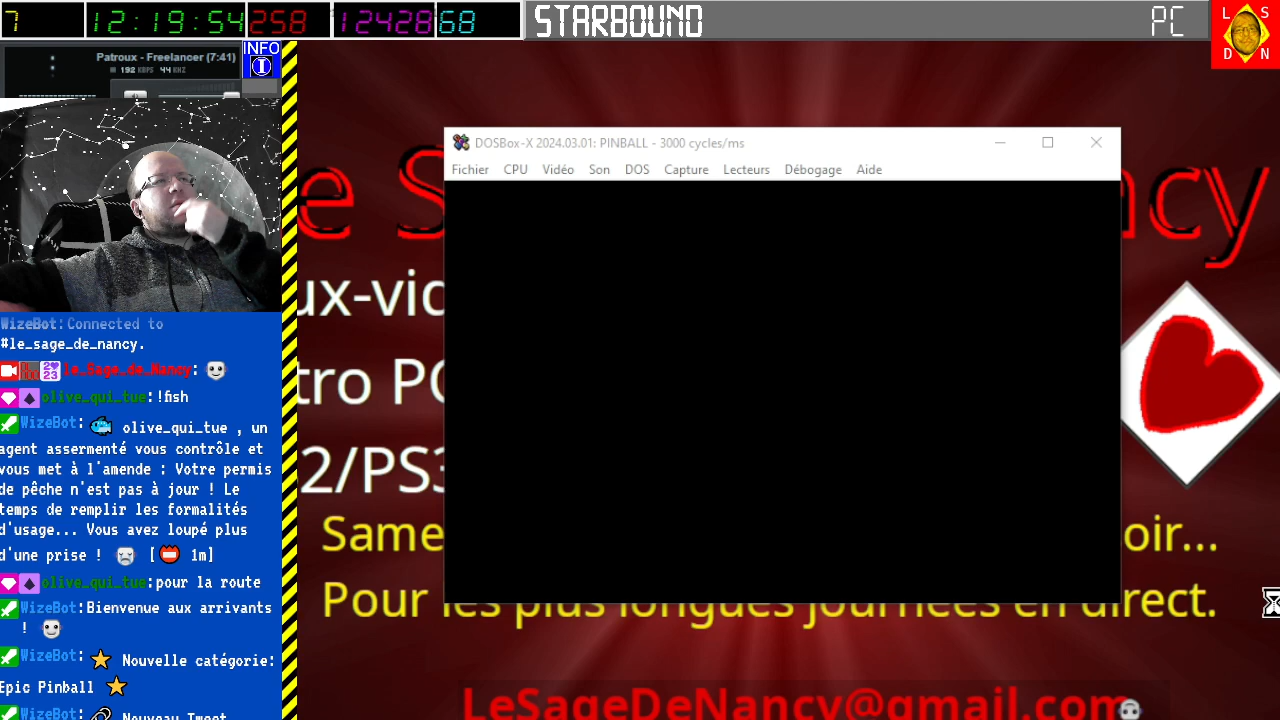 7 12:19:54 258 12428 68 STARBOUND PC
L S
D N
Patroux - Freelancer (7:41)
192 KBPS 44 KHZ
INFO
DOSBox-X 2024.03.01: PINBALL - 3000 cycles/ms
Fichier CPU Vidéo Son DOS Capture Lecteurs Débogage Aide
e S ncy
ux-vid
tro PC
2/PS3
Same oir...
Pour les plus longues journées en direct.
LeSageDeNancy@gmail.com
WizeBot:Connected to
#le_sage_de_nancy.
le_Sage_de_Nancy:
olive_qui_tue:!fish
WizeBot: olive_qui_tue , un
agent assermenté vous contrôle et
vous met à l'amende : Votre permis
de pêche n'est pas à jour ! Le
temps de remplir les formalités
d'usage... Vous avez loupé plus
d'une prise ! [ 1m]
olive_qui_tue:pour la route
WizeBot:Bienvenue aux arrivants
!
WizeBot: Nouvelle catégorie:
Epic Pinball
WizeBot: Nouveau Tweet